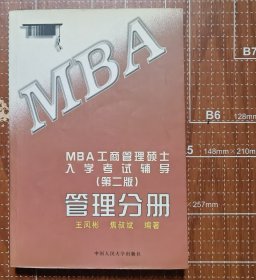 MBA
MBA工商管理硕士
入学考试辅导
(第二版)
管理分册
王凤彬 焦叔斌 编著
中国人民大学出版社
B7
B6 128mm
5 148mm×210m